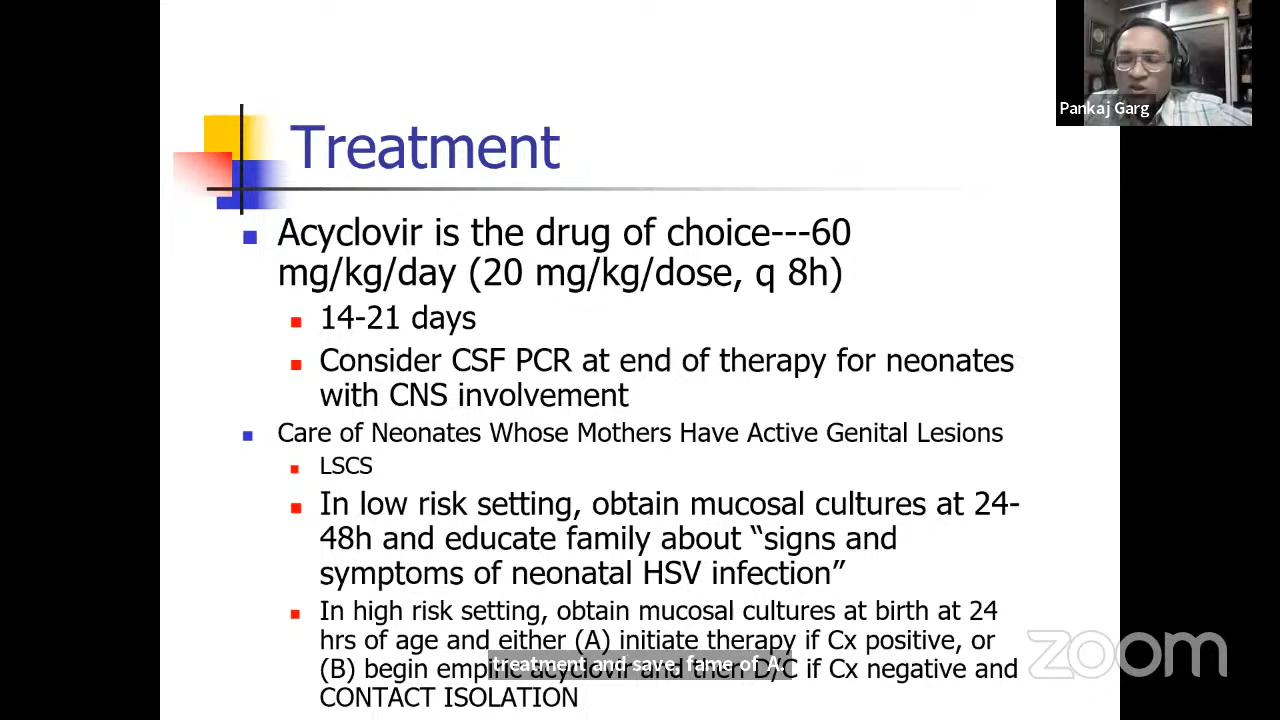 Pankaj Garg
Treatment
Acyclovir is the drug of choice---60
mg/kg/day (20 mg/kg/dose, q 8h)
14-21 days
Consider CSF PCR at end of therapy for neonates
with CNS involvement
Care of Neonates Whose Mothers Have Active Genital Lesions
LSCS
In low risk setting, obtain mucosal cultures at 24-
48h and educate family about “signs and
symptoms of neonatal HSV infection”
In high risk setting, obtain mucosal cultures at birth at 24
hrs of age and either (A) initiate therapy if Cx positive, or
(B) begin empiric acyclovir and then D/C if Cx negative and
treatment and save, fame of A.
CONTACT ISOLATION
zoom